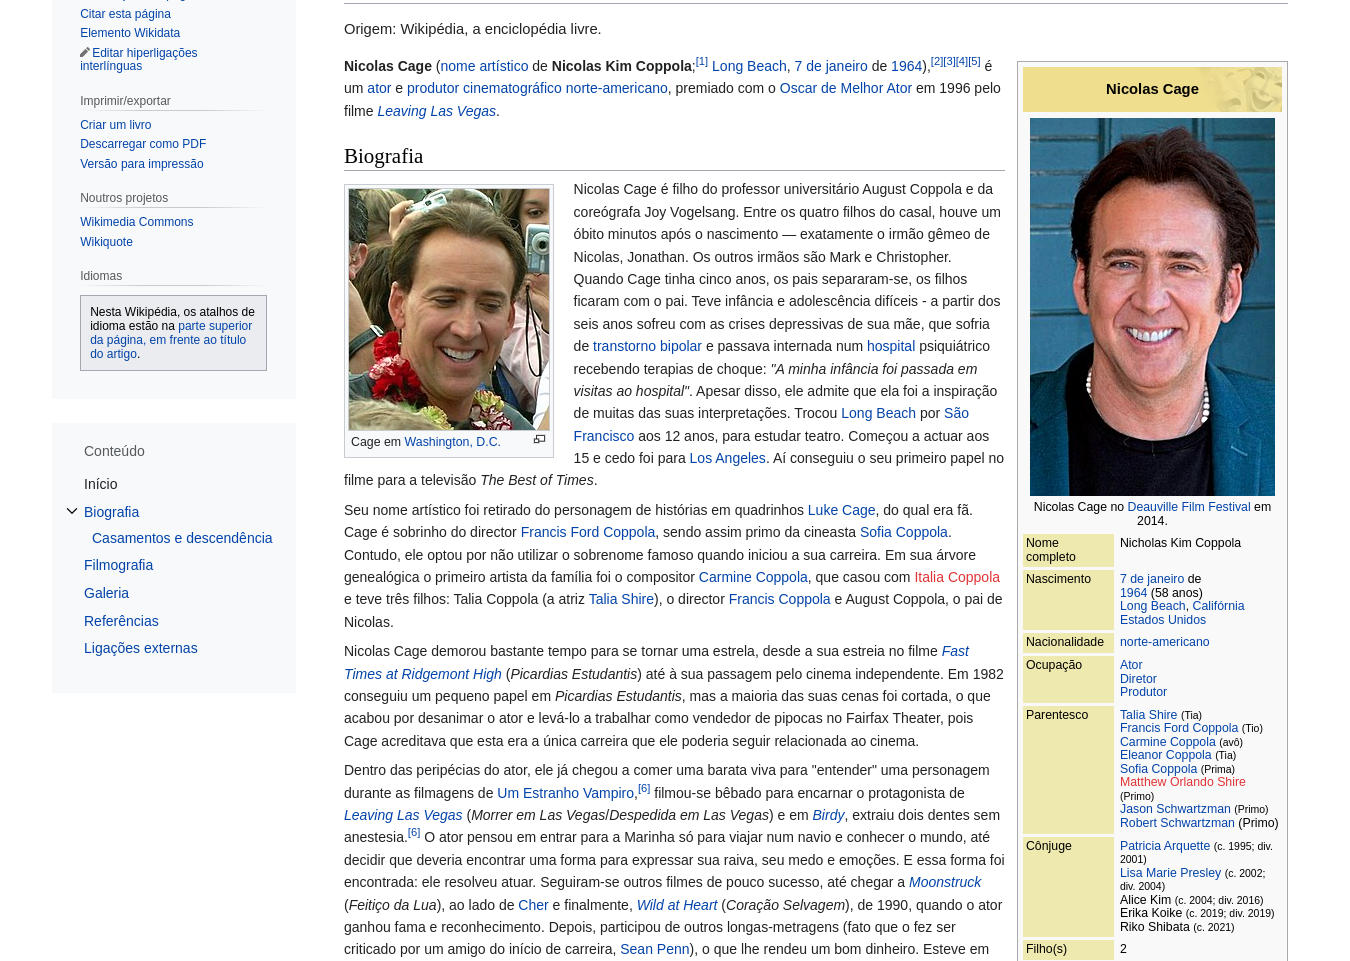 Citar esta página
Elemento Wikidata
Editar hiperligações
interlínguas
Imprimir/exportar
Criar um livro
Descarregar como PDF
Versão para impressão
Noutros projetos
Wikimedia Commons
Wikiquote
Idiomas
Nesta Wikipédia, os atalhos de
idioma estão na parte superior
da página, em frente ao título
do artigo.
Conteúdo
Início
Biografia
Casamentos e descendência
Filmografia
Galeria
Referências
Ligações externas
Origem: Wikipédia, a enciclopédia livre.
Nicolas Cage (nome artístico de Nicolas Kim Coppola;[1] Long Beach, 7 de janeiro de 1964),[2][3][4][5] é
um ator e produtor cinematográfico norte-americano, premiado com o Oscar de Melhor Ator em 1996 pelo
filme Leaving Las Vegas.
Biografia
Cage em Washington, D.C.
Nicolas Cage é filho do professor universitário August Coppola e da
coreógrafa Joy Vogelsang. Entre os quatro filhos do casal, houve um
óbito minutos após o nascimento — exatamente o irmão gêmeo de
Nicolas, Jonathan. Os outros irmãos são Mark e Christopher.
Quando Cage tinha cinco anos, os pais separaram-se, os filhos
ficaram com o pai. Teve infância e adolescência difíceis - a partir dos
seis anos sofreu com as crises depressivas de sua mãe, que sofria
de transtorno bipolar e passava internada num hospital psiquiátrico
recebendo terapias de choque: "A minha infância foi passada em
visitas ao hospital". Apesar disso, ele admite que ela foi a inspiração
de muitas das suas interpretações. Trocou Long Beach por São
Francisco aos 12 anos, para estudar teatro. Começou a actuar aos
15 e cedo foi para Los Angeles. Aí conseguiu o seu primeiro papel no
filme para a televisão The Best of Times.
Seu nome artístico foi retirado do personagem de histórias em quadrinhos Luke Cage, do qual era fã.
Cage é sobrinho do director Francis Ford Coppola, sendo assim primo da cineasta Sofia Coppola.
Contudo, ele optou por não utilizar o sobrenome famoso quando iniciou a sua carreira. Em sua árvore
genealógica o primeiro artista da família foi o compositor Carmine Coppola, que casou com Italia Coppola
e teve três filhos: Talia Coppola (a atriz Talia Shire), o director Francis Coppola e August Coppola, o pai de
Nicolas.
Nicolas Cage demorou bastante tempo para se tornar uma estrela, desde a sua estreia no filme Fast
Times at Ridgemont High (Picardias Estudantis) até à sua passagem pelo cinema independente. Em 1982
conseguiu um pequeno papel em Picardias Estudantis, mas a maioria das suas cenas foi cortada, o que
acabou por desanimar o ator e levá-lo a trabalhar como vendedor de pipocas no Fairfax Theater, pois
Cage acreditava que esta era a única carreira que ele poderia seguir relacionada ao cinema.
Dentro das peripécias do ator, ele já chegou a comer uma barata viva para "entender" uma personagem
durante as filmagens de Um Estranho Vampiro,[6] filmou-se bêbado para encarnar o protagonista de
Leaving Las Vegas (Morrer em Las Vegas/Despedida em Las Vegas) e em Birdy, extraiu dois dentes sem
anestesia.[6] O ator pensou em entrar para a Marinha só para viajar num navio e conhecer o mundo, até
decidir que deveria encontrar uma forma para expressar sua raiva, seu medo e emoções. E essa forma foi
encontrada: ele resolveu atuar. Seguiram-se outros filmes de pouco sucesso, até chegar a Moonstruck
(Feitiço da Lua), ao lado de Cher e finalmente, Wild at Heart (Coração Selvagem), de 1990, quando o ator
ganhou fama e reconhecimento. Depois, participou de outros longas-metragens (fato que o fez ser
criticado por um amigo do início de carreira, Sean Penn), o que lhe rendeu um bom dinheiro. Esteve em
Nicolas Cage
Nicolas Cage no Deauville Film Festival em
2014.
Nome
completo
Nicholas Kim Coppola
Nascimento
7 de janeiro de
1964 (58 anos)
Long Beach, Califórnia
Estados Unidos
Nacionalidade
norte-americano
Ocupação
Ator
Diretor
Produtor
Parentesco
Talia Shire (Tia)
Francis Ford Coppola (Tio)
Carmine Coppola (avô)
Eleanor Coppola (Tia)
Sofia Coppola (Prima)
Matthew Orlando Shire
(Primo)
Jason Schwartzman (Primo)
Robert Schwartzman (Primo)
Cônjuge
Patricia Arquette (c. 1995; div.
2001)
Lisa Marie Presley (c. 2002;
div. 2004)
Alice Kim (c. 2004; div. 2016)
Erika Koike (c. 2019; div. 2019)
Riko Shibata (c. 2021)
Filho(s)
2